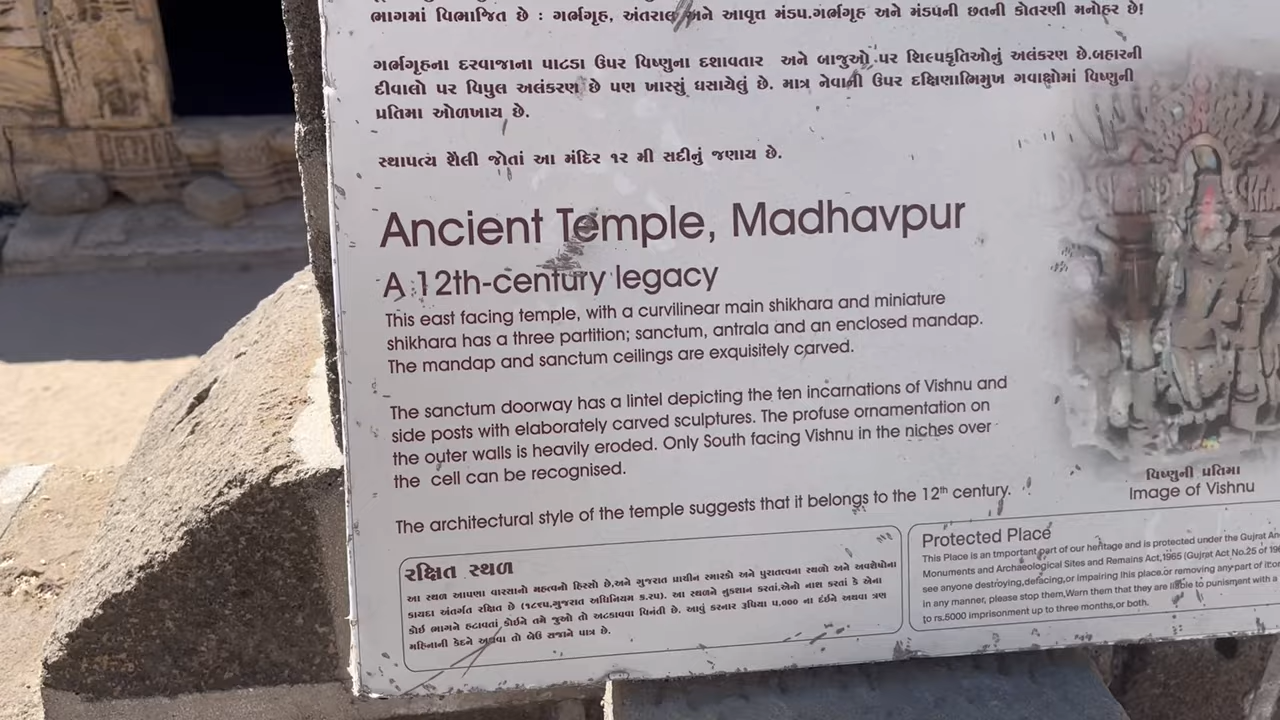 ભાગમાં વિભાજિત છે : ગર્ભગૃહ, અંતરાલ અને આવૃત્ત મંડપ.ગર્ભગૃહ અને મંડપની છતની કોતરણી મનોહર છે!
ગર્ભગૃહના દરવાજાના પાટડા ઉપર વિષ્ણુના દશાવતાર અને બાજુઓ પર શિલ્પકૃતિઓનું અલંકરણ છે.બહારની
દીવાલો પર વિપુલ અલંકરણ છે પણ ખાસ્સું ધસાયેલું છે. માત્ર નેવાની ઉપર દક્ષિણાભિમુખ ગવાક્ષોમાં વિષ્ણુની
પ્રતિમા ઓળખાય છે.
સ્થાપત્ય શૈલી જોતાં આ મંદિર ૧૨ મી સદીનું જણાય છે.
Ancient Temple, Madhavpur
A 12th-century legacy
This east facing temple, with a curvilinear main shikhara and miniature
shikhara has a three partition; sanctum, antrala and an enclosed mandap.
The mandap and sanctum ceilings are exquisitely carved.
The sanctum doorway has a lintel depicting the ten incarnations of Vishnu and
side posts with elaborately carved sculptures. The profuse ornamentation on
the outer walls is heavily eroded. Only South facing Vishnu in the niches over
the cell can be recognised.
The architectural style of the temple suggests that it belongs to the 12th century.
વિષ્ણુની પ્રતિમા
Image of Vishnu
રક્ષિત સ્થળ
આ સ્થળ આપણા વારસાનો મહત્વનો હિસ્સો છે.અને ગુજરાત પ્રાચીન સ્મારકો અને પુરાતત્વના સ્થળો અને અવશેષોના
કાયદા અંતર્ગત રક્ષિત છે (૧૯૬૫,ગુજરાત અધિનિયમ ક.૨૫). આ સ્થળને નુકશાન કરતાં,એનો નાશ કરતાં કે એના
કોઈ ભાગને હટાવતાં કોઈને તમે જુઓ તો અટકાવવા વિનંતી છે. આવું કરનાર રૂપિયા ૫,૦૦૦ ના દંડીને અથવા ત્રણ
મહિનાની કેદને અથવા તો બેઉ સજાને પાત્ર છે.
Protected Place
This Place is an tmportant part of our heritage and is protected under the Gujrat
Monuments and Archaeological Sites and Remains Act,1965 (Gujrat Act No.25 of
see anyone destroying,defacing,or impairing this place or removing any part of
in any manner, please stop them,Warn them that they are liable to punisment with a
to rs.5000 imprisonment up to three months,or both.